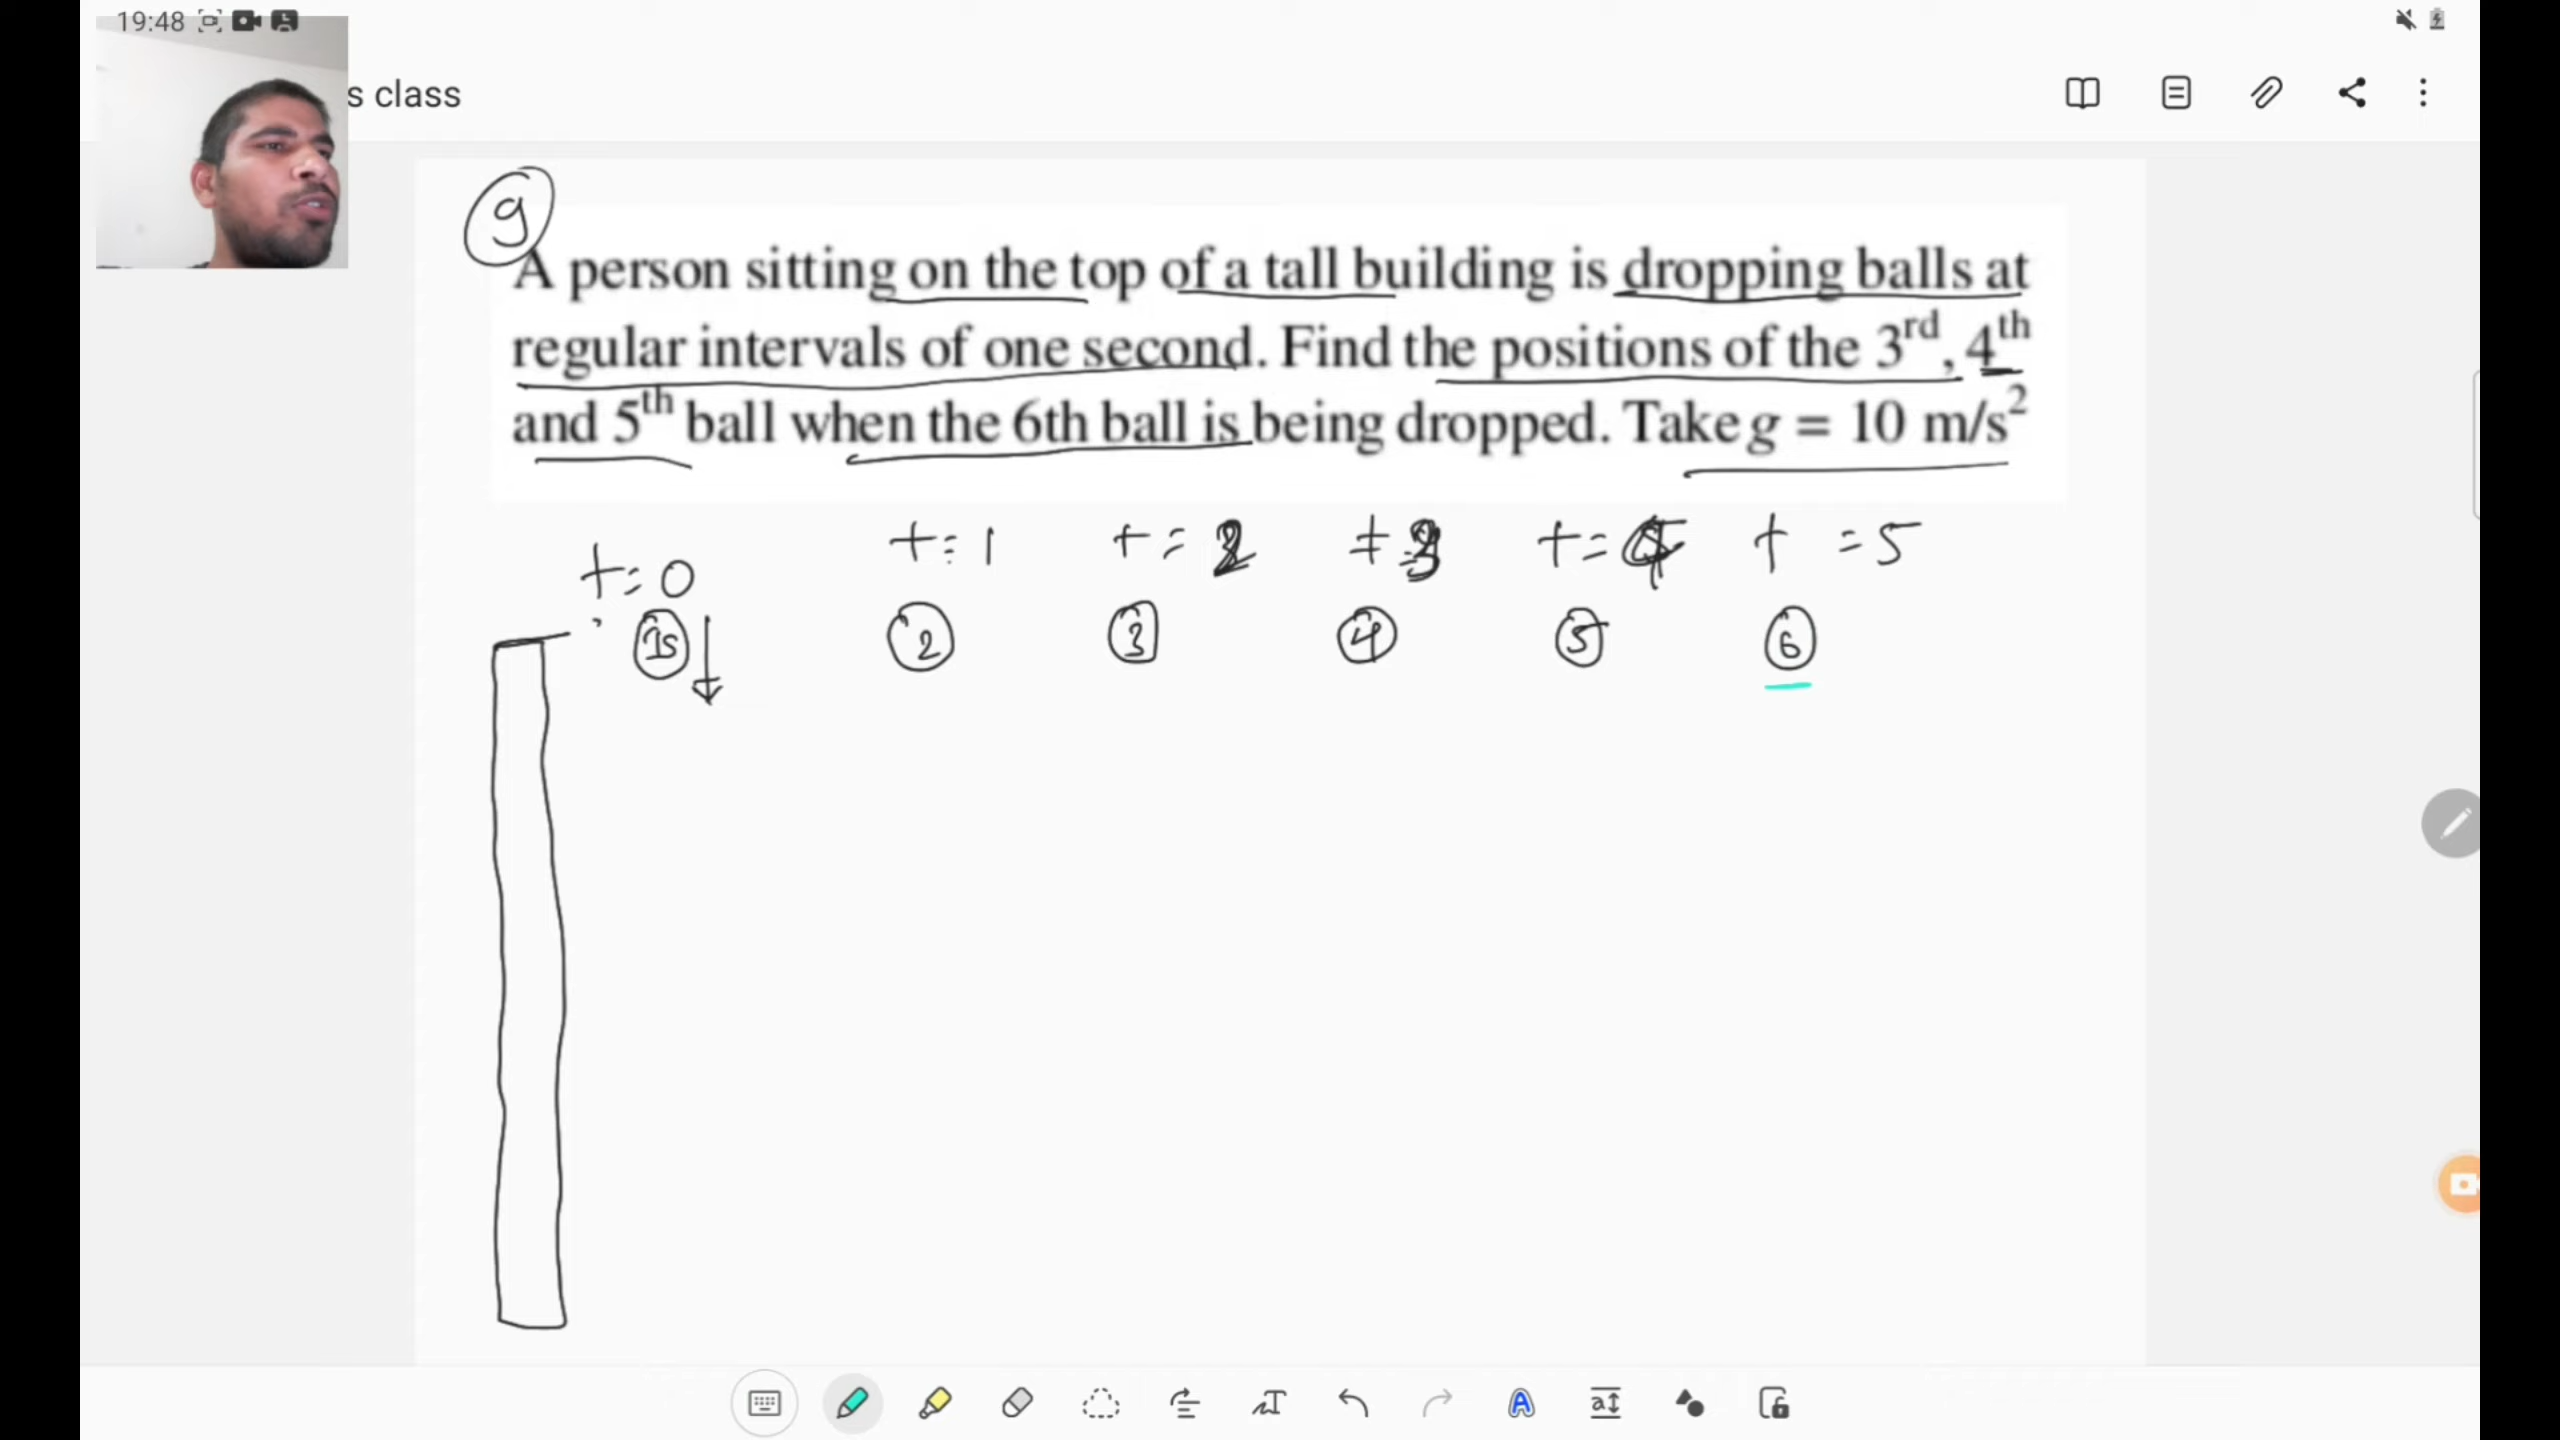 19:48
s class
9
A person sitting on the top of a tall building is dropping balls at
regular intervals of one second. Find the positions of the 3rd, 4th
and 5th ball when the 6th ball is being dropped. Take g = 10 m/s2
t=0 t=1 t=2 t=3 t=4 t=5
2 3 4 5 6